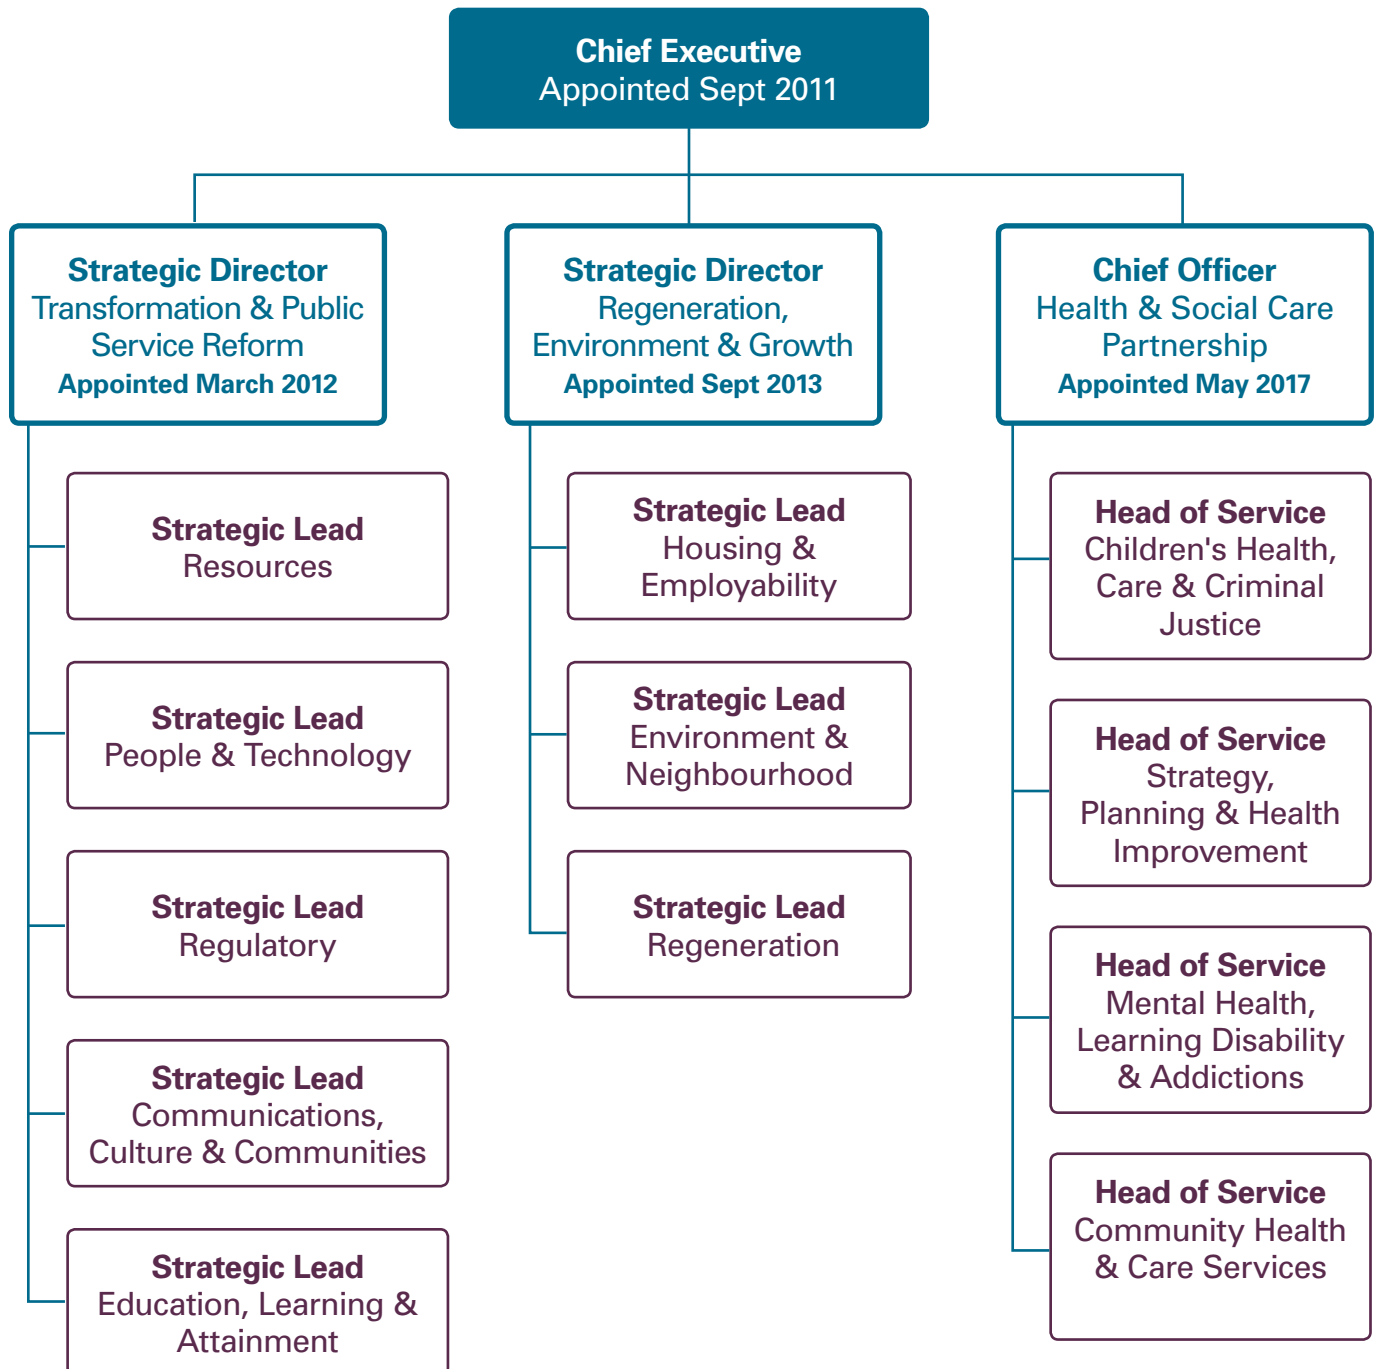 Chief Executive
Appointed Sept 2011
Strategic Director
Transformation & Public
Service Reform
Appointed March 2012
Strategic Lead
Resources
Strategic Lead
People & Technology
Strategic Lead
Regulatory
Strategic Lead
Communications,
Culture & Communities
Strategic Lead
Education, Learning &
Attainment
Strategic Director
Regeneration,
Environment & Growth
Appointed Sept 2013
Strategic Lead
Housing &
Employability
Strategic Lead
Environment &
Neighbourhood
Strategic Lead
Regeneration
Chief Officer
Health & Social Care
Partnership
Appointed May 2017
Head of Service
Children's Health,
Care & Criminal
Justice
Head of Service
Strategy,
Planning & Health
Improvement
Head of Service
Mental Health,
Learning Disability
& Addictions
Head of Service
Community Health
& Care Services